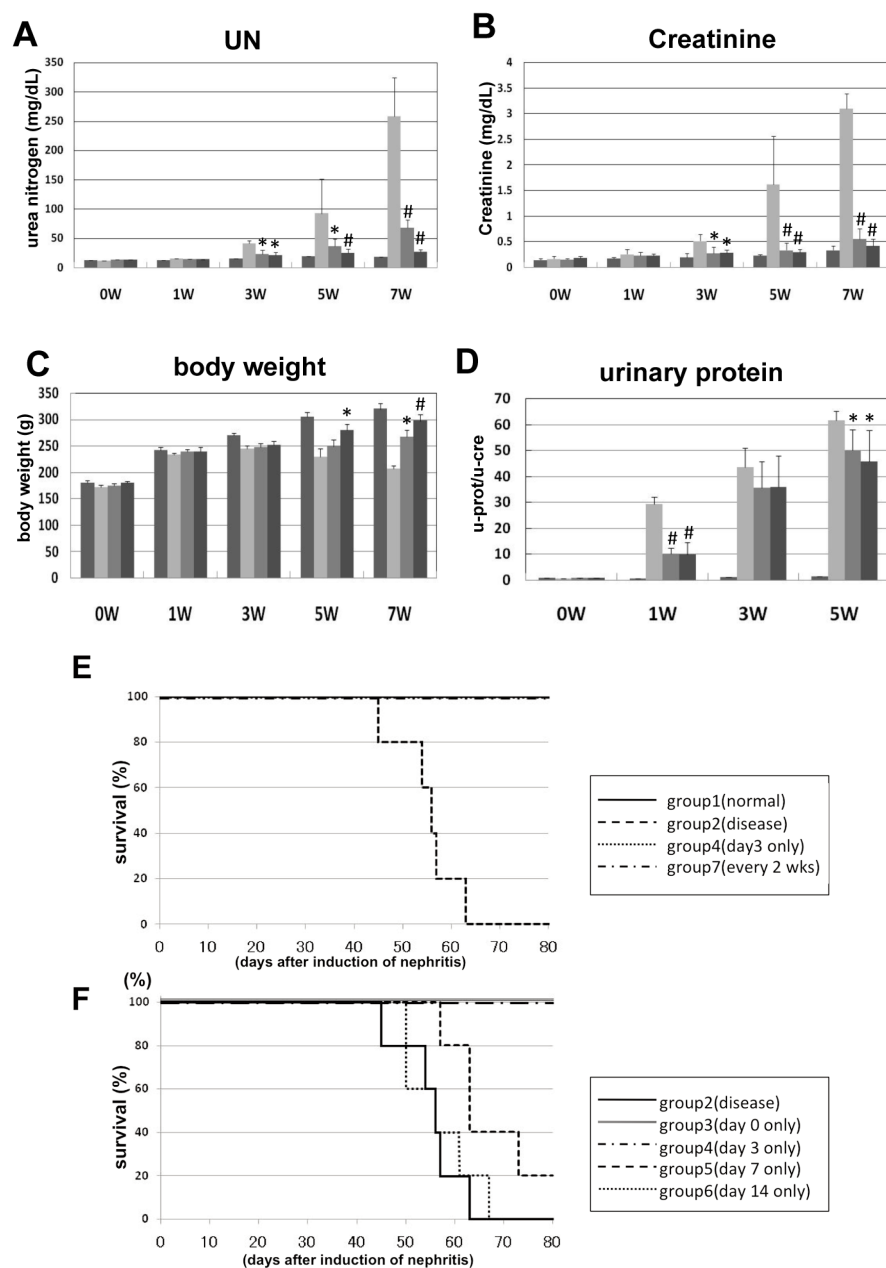 A
UN
urea nitrogen (mg/dL)
350
300
250
200
150
100
50
0
* *
* #
# #
0W 1W 3W 5W 7W
B
Creatinine
Creatinine (mg/dL)
4
3.5
3
2.5
2
1.5
1
0.5
0
* *
# #
# #
0W 1W 3W 5W 7W
C
body weight
body weight (g)
350
300
250
200
150
100
50
0
*
* #
0W 1W 3W 5W 7W
D
urinary protein
u-prot/u-cre
70
60
50
40
30
20
10
0
# #
* *
0W 1W 3W 5W
E
survival (%)
100
80
60
40
20
0
0 10 20 30 40 50 60 70 80
(days after induction of nephritis)
group1(normal)
group2(disease)
group4(day3 only)
group7(every 2 wks)
F
(%)
survival (%)
100
80
60
40
20
0
0 10 20 30 40 50 60 70 80
(days after induction of nephritis)
group2(disease)
group3(day 0 only)
group4(day 3 only)
group5(day 7 only)
group6(day 14 only)